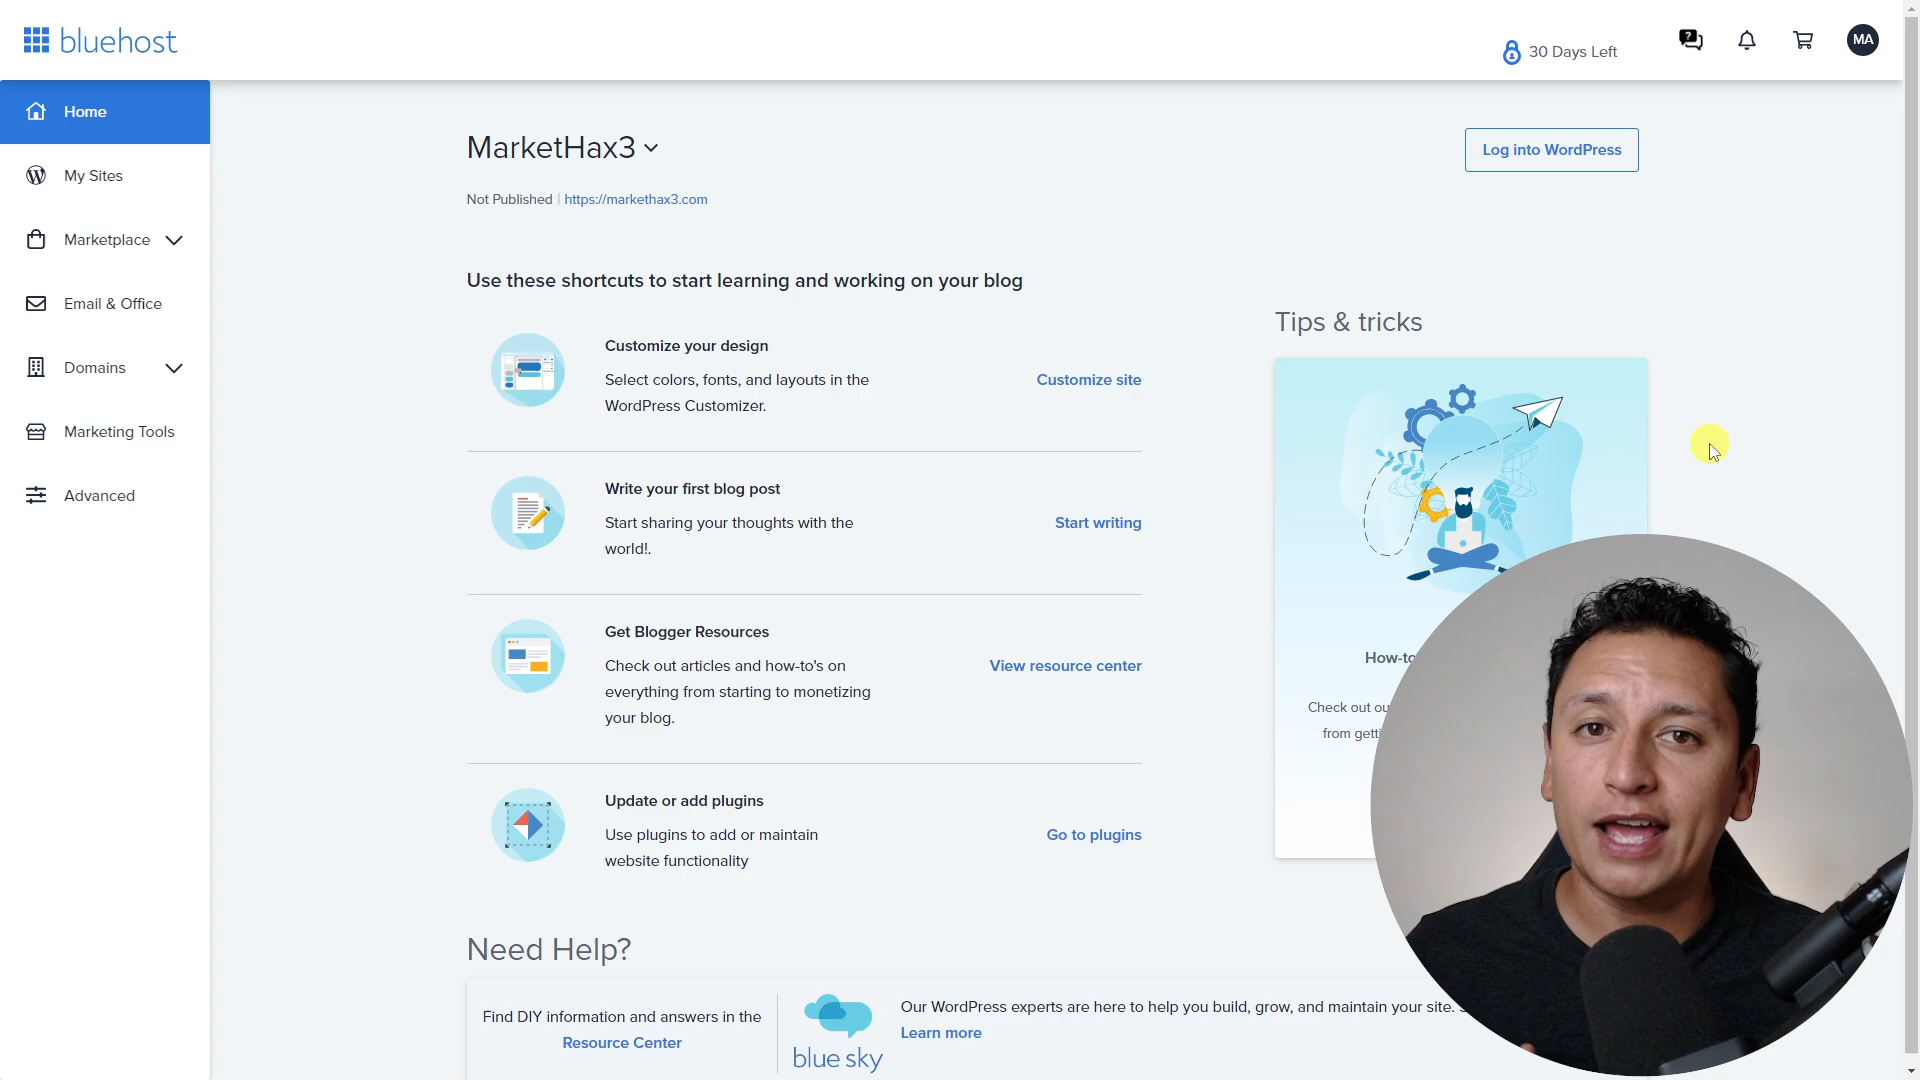 bluehost
30 Days Left
MA
Home
My Sites
Marketplace
Email & Office
Domains
Marketing Tools
Advanced
MarketHax3
Log into WordPress
Not Published | https://markethax3.com
Use these shortcuts to start learning and working on your blog
Customize your design
Select colors, fonts, and layouts in the
WordPress Customizer.
Customize site
Write your first blog post
Start sharing your thoughts with the
world!.
Start writing
Get Blogger Resources
Check out articles and how-to's on
everything from starting to monetizing
your blog.
View resource center
Update or add plugins
Use plugins to add or maintain
website functionality
Go to plugins
Tips & tricks
How-to
Check out
from
Need Help?
Find DIY information and answers in the
Resource Center
blue sky
Our WordPress experts are here to help you build, grow, and maintain your site.
Learn more